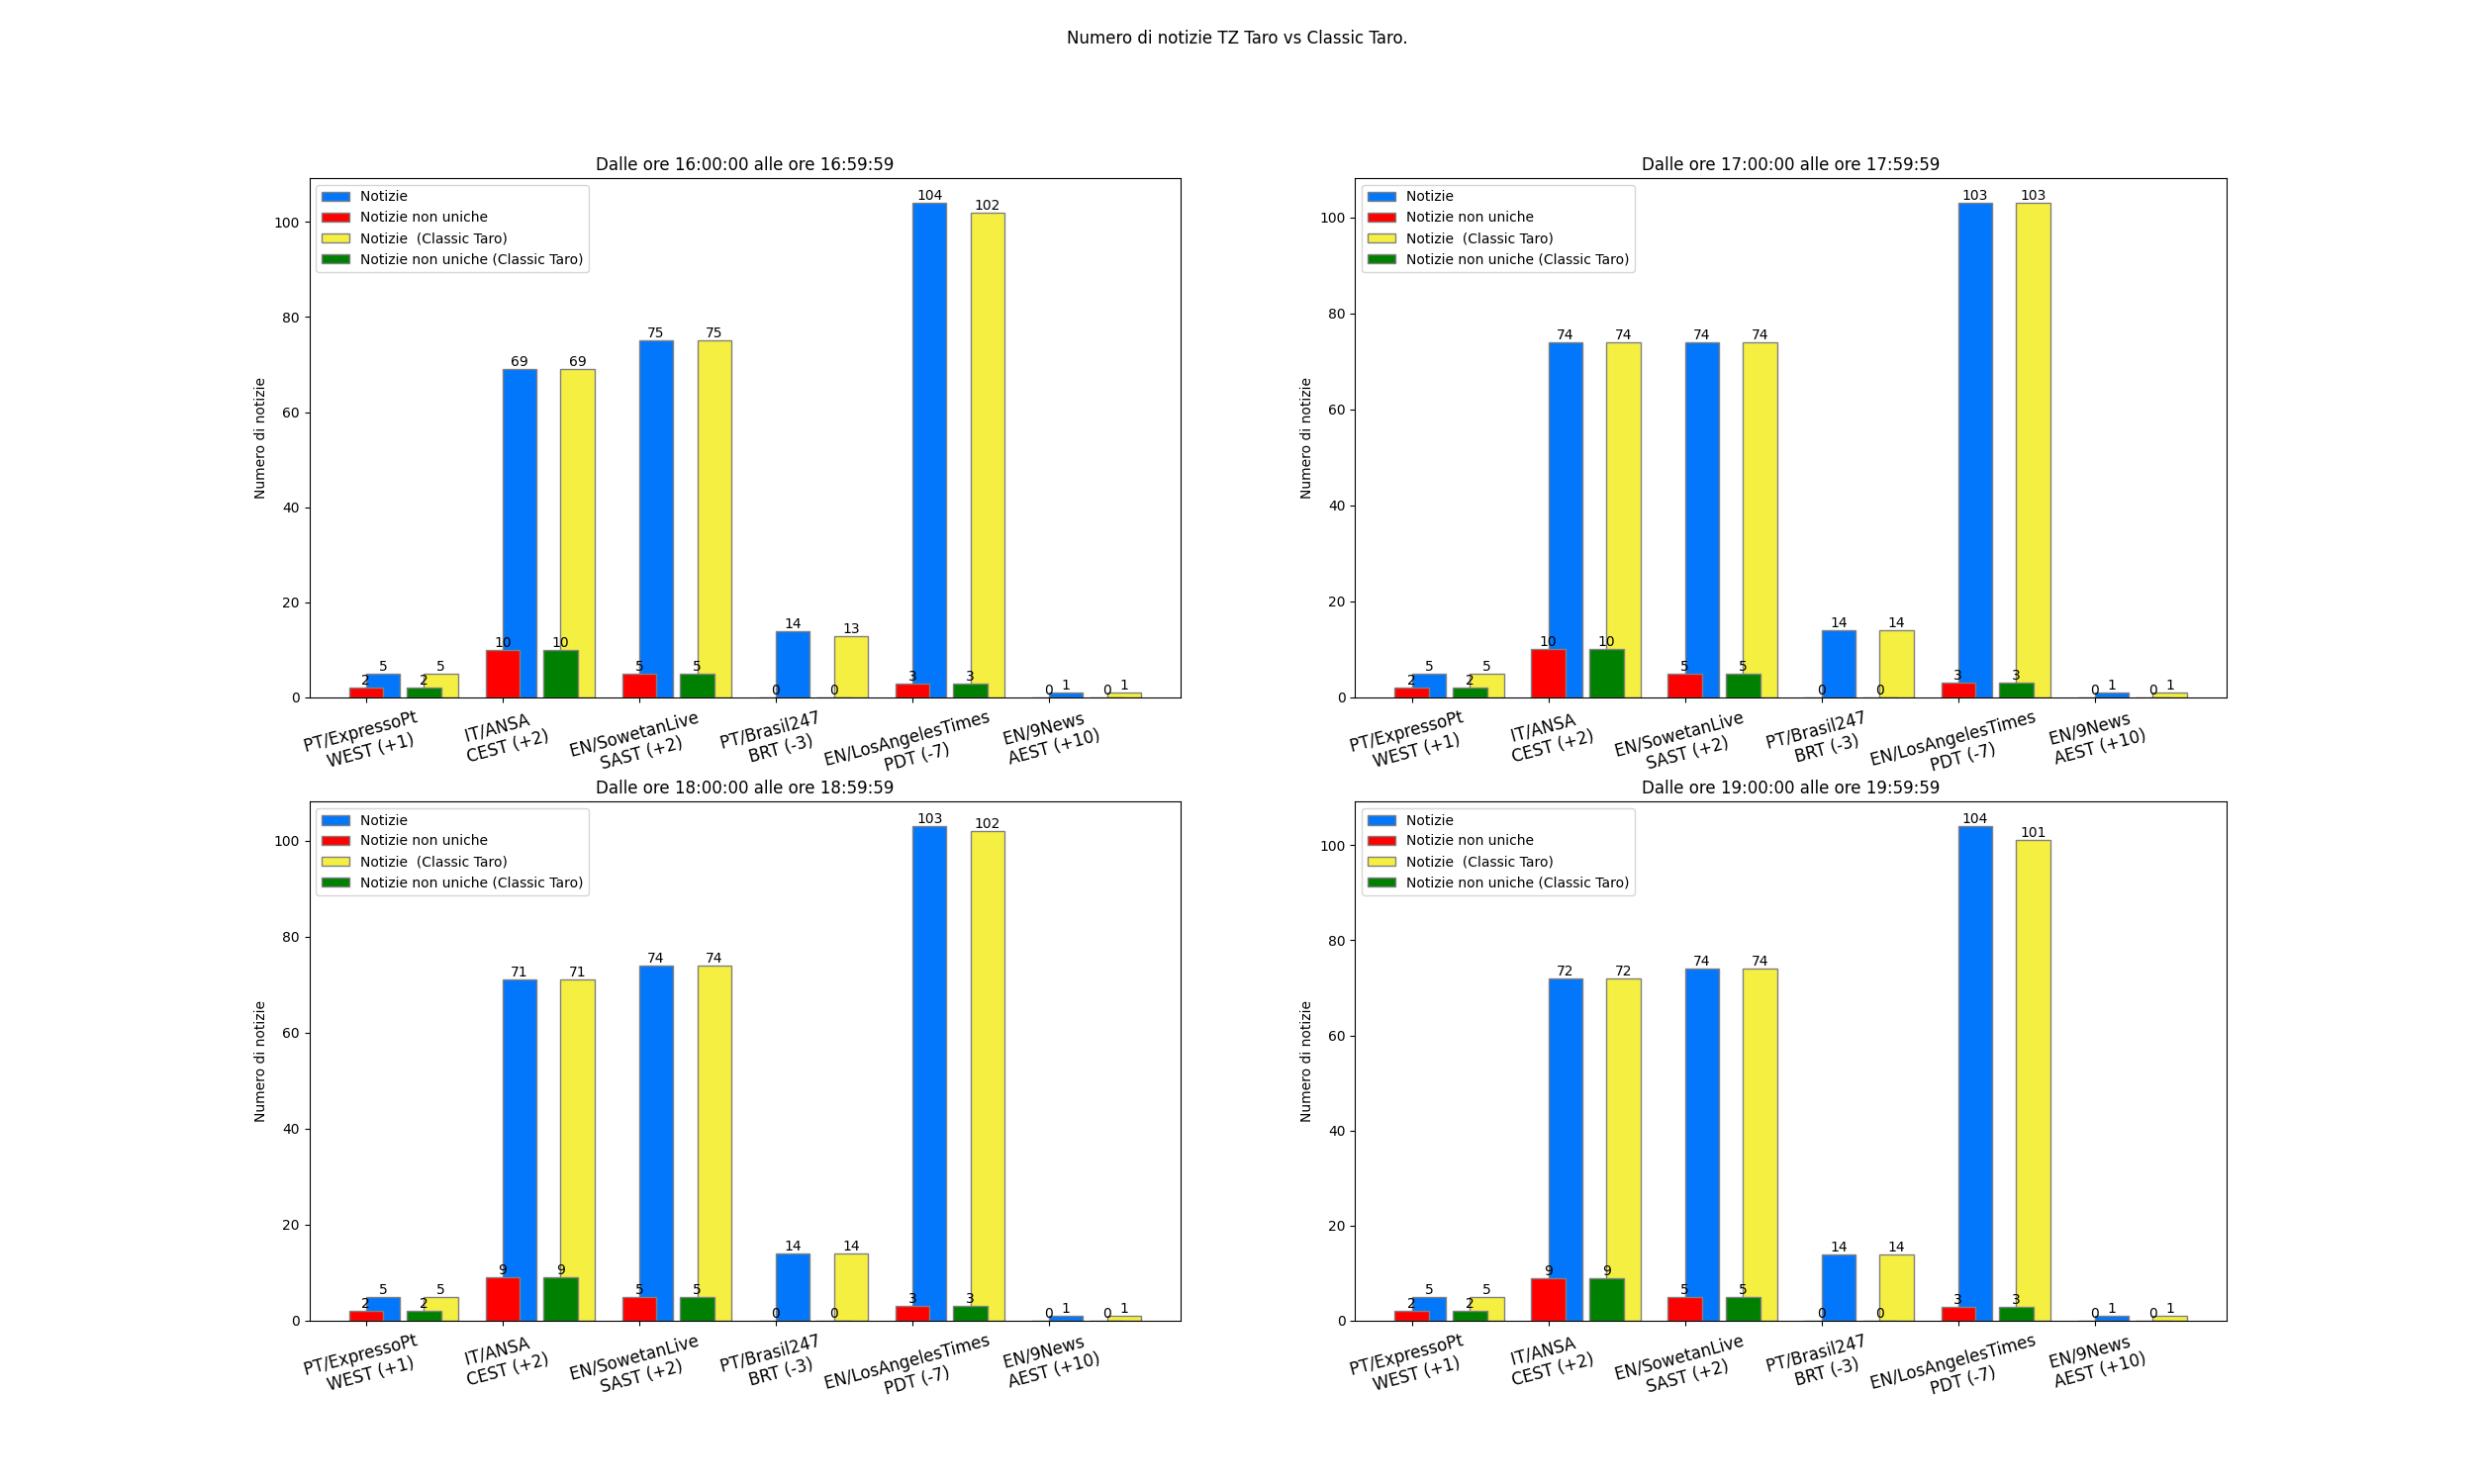 Numero di notizie TZ Taro vs Classic Taro.
Dalle ore 16:00:00 alle ore 16:59:59
Notizie
Notizie non uniche
Notizie  (Classic Taro)
Notizie non uniche (Classic Taro)
Numero di notizie
100
80
60
40
20
0
2 5 2 5
10 69 10 69
5 75 5 75
0 14 0 13
3 104 3 102
0 1 0 1
PT/ExpressoPt
WEST (+1)
IT/ANSA
CEST (+2)
EN/SowetanLive
SAST (+2)
PT/Brasil247
BRT (-3)
EN/LosAngelesTimes
PDT (-7)
EN/9News
AEST (+10)
Dalle ore 17:00:00 alle ore 17:59:59
Notizie
Notizie non uniche
Notizie  (Classic Taro)
Notizie non uniche (Classic Taro)
Numero di notizie
100
80
60
40
20
0
2 5 2 5
10 74 10 74
5 74 5 74
0 14 0 14
3 103 3 103
0 1 0 1
PT/ExpressoPt
WEST (+1)
IT/ANSA
CEST (+2)
EN/SowetanLive
SAST (+2)
PT/Brasil247
BRT (-3)
EN/LosAngelesTimes
PDT (-7)
EN/9News
AEST (+10)
Dalle ore 18:00:00 alle ore 18:59:59
Notizie
Notizie non uniche
Notizie  (Classic Taro)
Notizie non uniche (Classic Taro)
Numero di notizie
100
80
60
40
20
0
2 5 2 5
9 71 9 71
5 74 5 74
0 14 0 14
3 103 3 102
0 1 0 1
PT/ExpressoPt
WEST (+1)
IT/ANSA
CEST (+2)
EN/SowetanLive
SAST (+2)
PT/Brasil247
BRT (-3)
EN/LosAngelesTimes
PDT (-7)
EN/9News
AEST (+10)
Dalle ore 19:00:00 alle ore 19:59:59
Notizie
Notizie non uniche
Notizie  (Classic Taro)
Notizie non uniche (Classic Taro)
Numero di notizie
100
80
60
40
20
0
2 5 2 5
9 72 9 72
5 74 5 74
0 14 0 14
3 104 3 101
0 1 0 1
PT/ExpressoPt
WEST (+1)
IT/ANSA
CEST (+2)
EN/SowetanLive
SAST (+2)
PT/Brasil247
BRT (-3)
EN/LosAngelesTimes
PDT (-7)
EN/9News
AEST (+10)